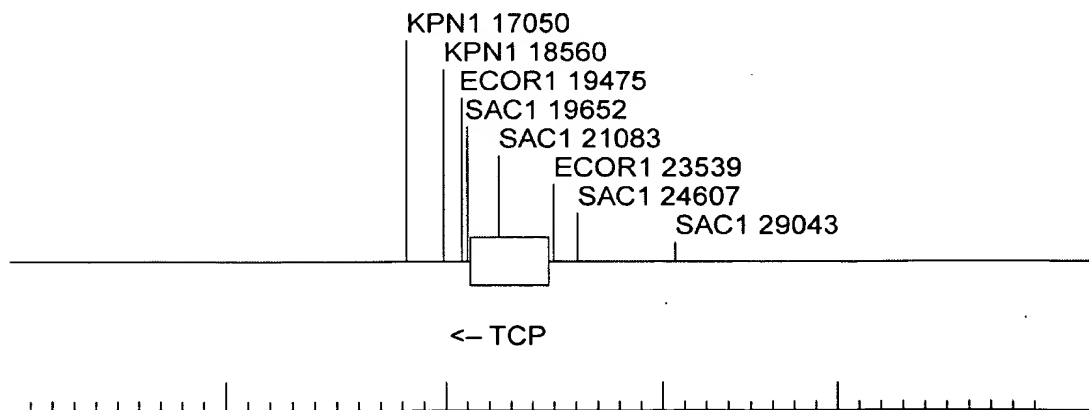 KPN1 17050
KPN1 18560
ECOR1 19475
SAC1 19652
SAC1 21083
ECOR1 23539
SAC1 24607
SAC1 29043
<– TCP